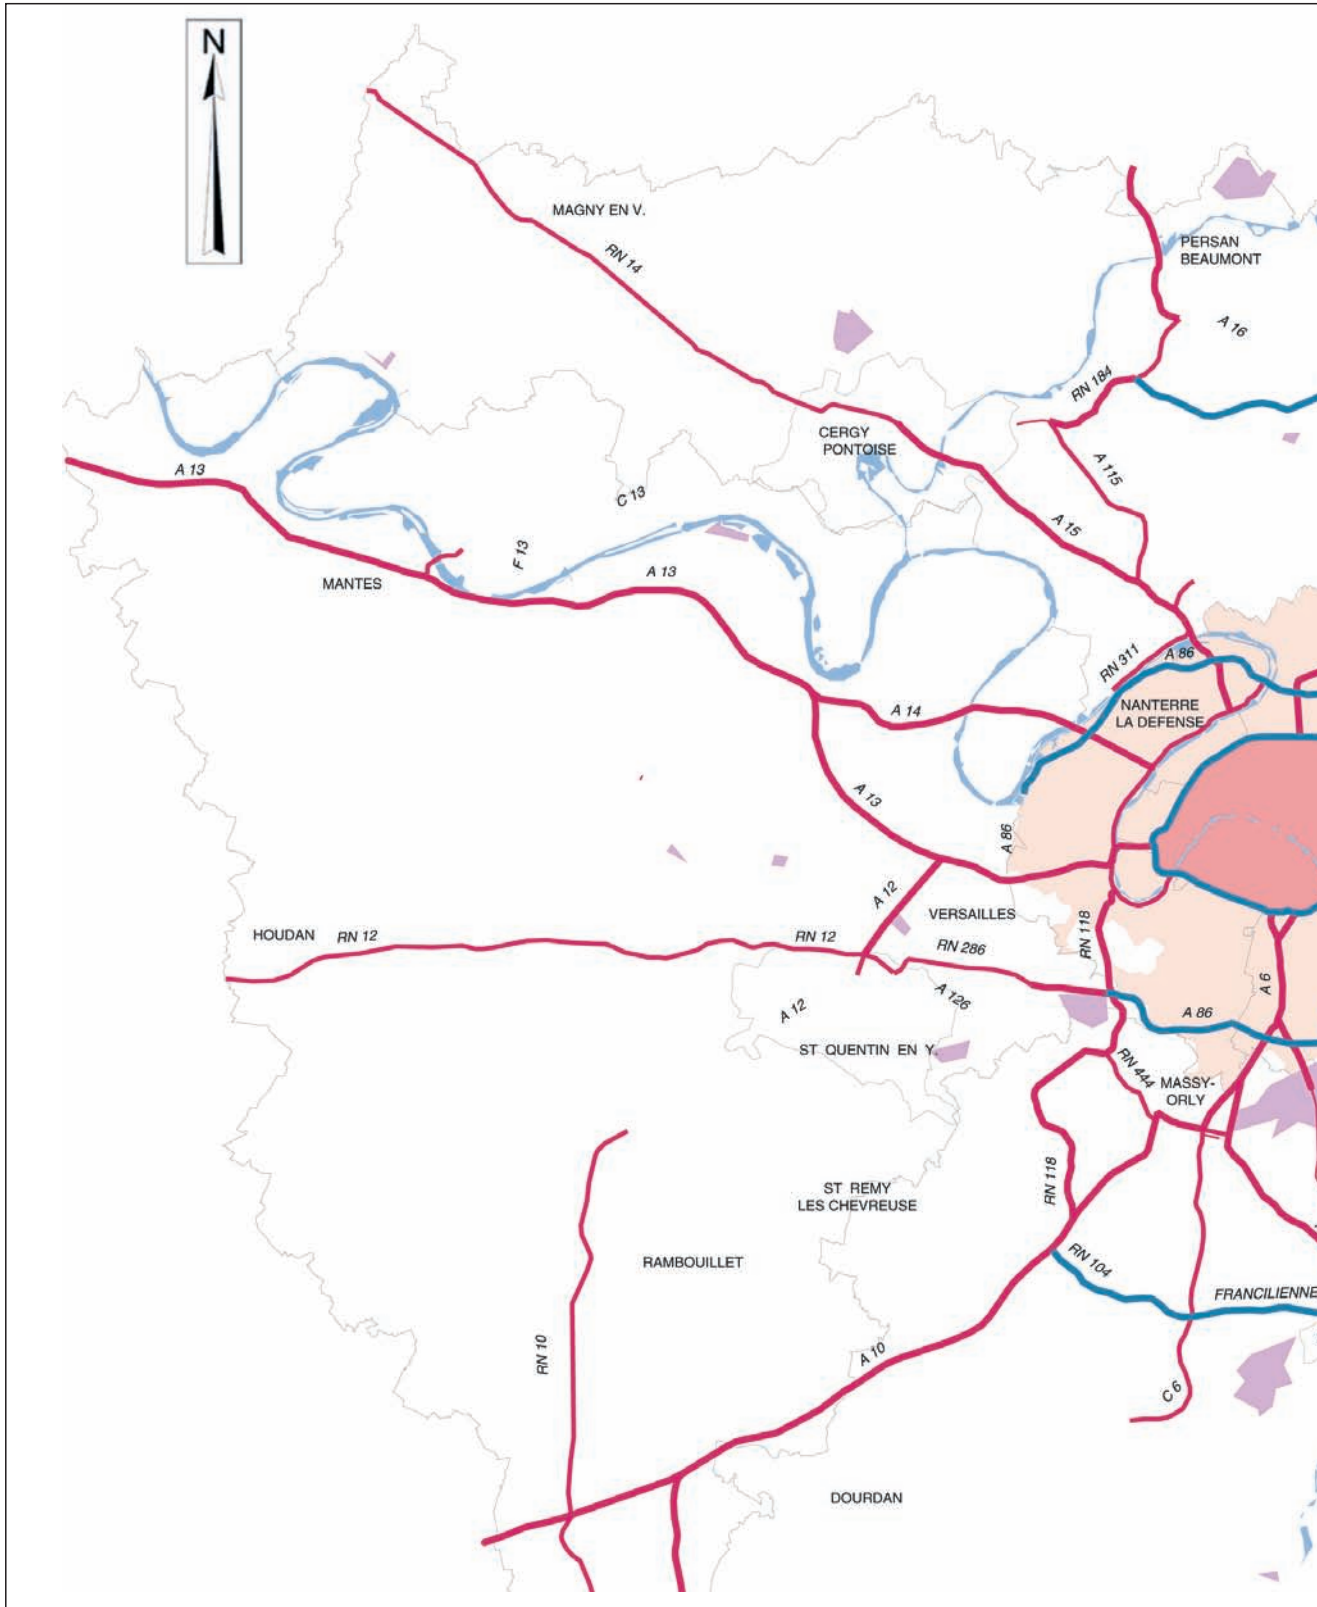 N
MAGNY EN V.
RN 14
PERSAN
BEAUMONT
A 16
RN 184
CERGY
PONTOISE
A 13
A 115
C 13
A 15
F 13
A 13
MANTES
RN 311
A 86
NANTERRE
LA DEFENSE
A 14
A 13
A 86
A 12
VERSAILLES
RN 118
HOUDAN
RN 12
RN 12
RN 286
A 6
A 126
A 12
A 86
ST QUENTIN EN Y.
RN 444
MASSY-
ORLY
RN 118
ST REMY
LES CHEVREUSE
RAMBOUILLET
RN 104
FRANCILIENNE
RN 10
A 10
C 6
DOURDAN